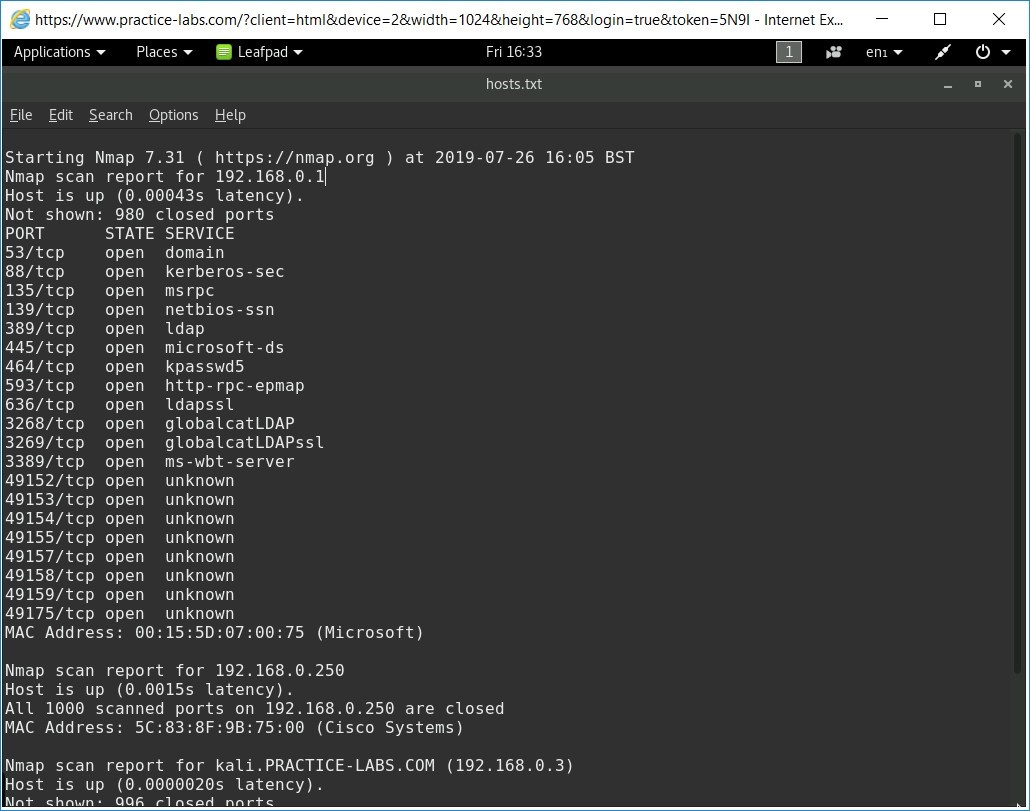 https://www.practice-labs.com/?client=html&device=2&width=1024&height=768&login=true&token=5N9I - Internet Ex...
Applications Places Leafpad Fri 16:33 1 en1
hosts.txt
File Edit Search Options Help
Starting Nmap 7.31 ( https://nmap.org ) at 2019-07-26 16:05 BST
Nmap scan report for 192.168.0.1
Host is up (0.00043s latency).
Not shown: 980 closed ports
PORT STATE SERVICE
53/tcp open domain
88/tcp open kerberos-sec
135/tcp open msrpc
139/tcp open netbios-ssn
389/tcp open ldap
445/tcp open microsoft-ds
464/tcp open kpasswd5
593/tcp open http-rpc-epmap
636/tcp open ldapssl
3268/tcp open globalcatLDAP
3269/tcp open globalcatLDAPssl
3389/tcp open ms-wbt-server
49152/tcp open unknown
49153/tcp open unknown
49154/tcp open unknown
49155/tcp open unknown
49157/tcp open unknown
49158/tcp open unknown
49159/tcp open unknown
49175/tcp open unknown
MAC Address: 00:15:5D:07:00:75 (Microsoft)
Nmap scan report for 192.168.0.250
Host is up (0.0015s latency).
All 1000 scanned ports on 192.168.0.250 are closed
MAC Address: 5C:83:8F:9B:75:00 (Cisco Systems)
Nmap scan report for kali.PRACTICE-LABS.COM (192.168.0.3)
Host is up (0.0000020s latency).
Not shown: 996 closed ports